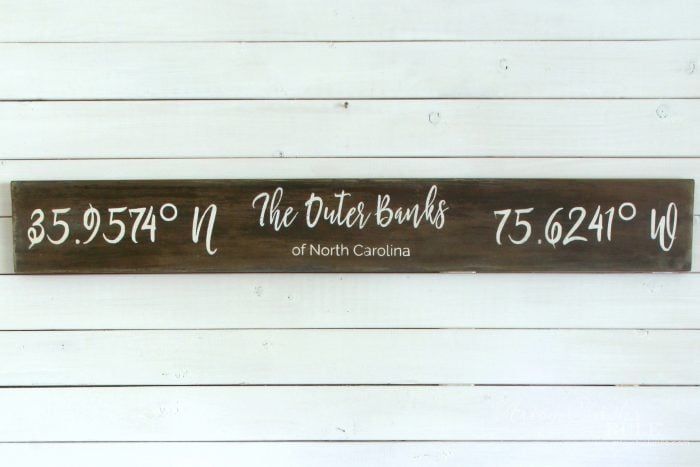 35.9574° N The Outer Banks 75.6241° W
of North Carolina